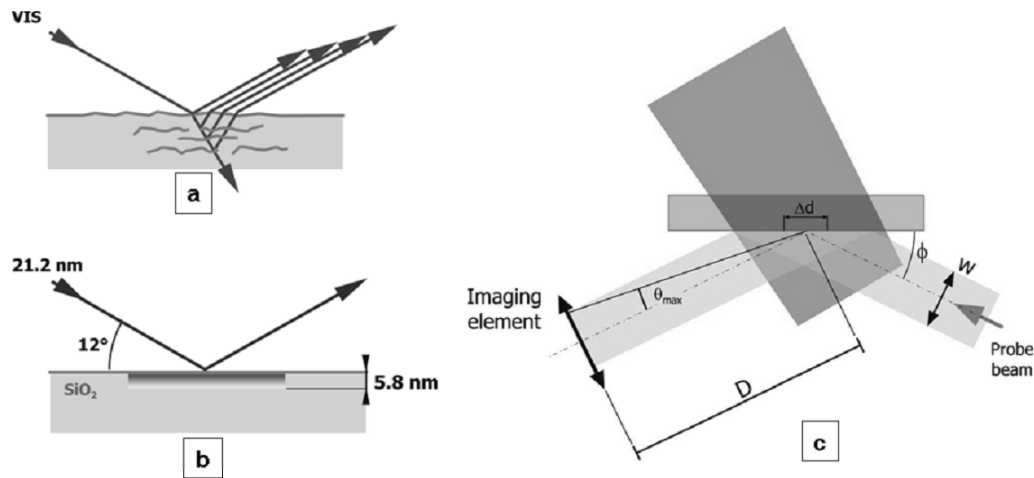 VIS
a
21.2 nm
12°
SiO₂
5.8 nm
b
Δd
ϕ
W
θmax
Imaging
element
Probe
beam
D
c